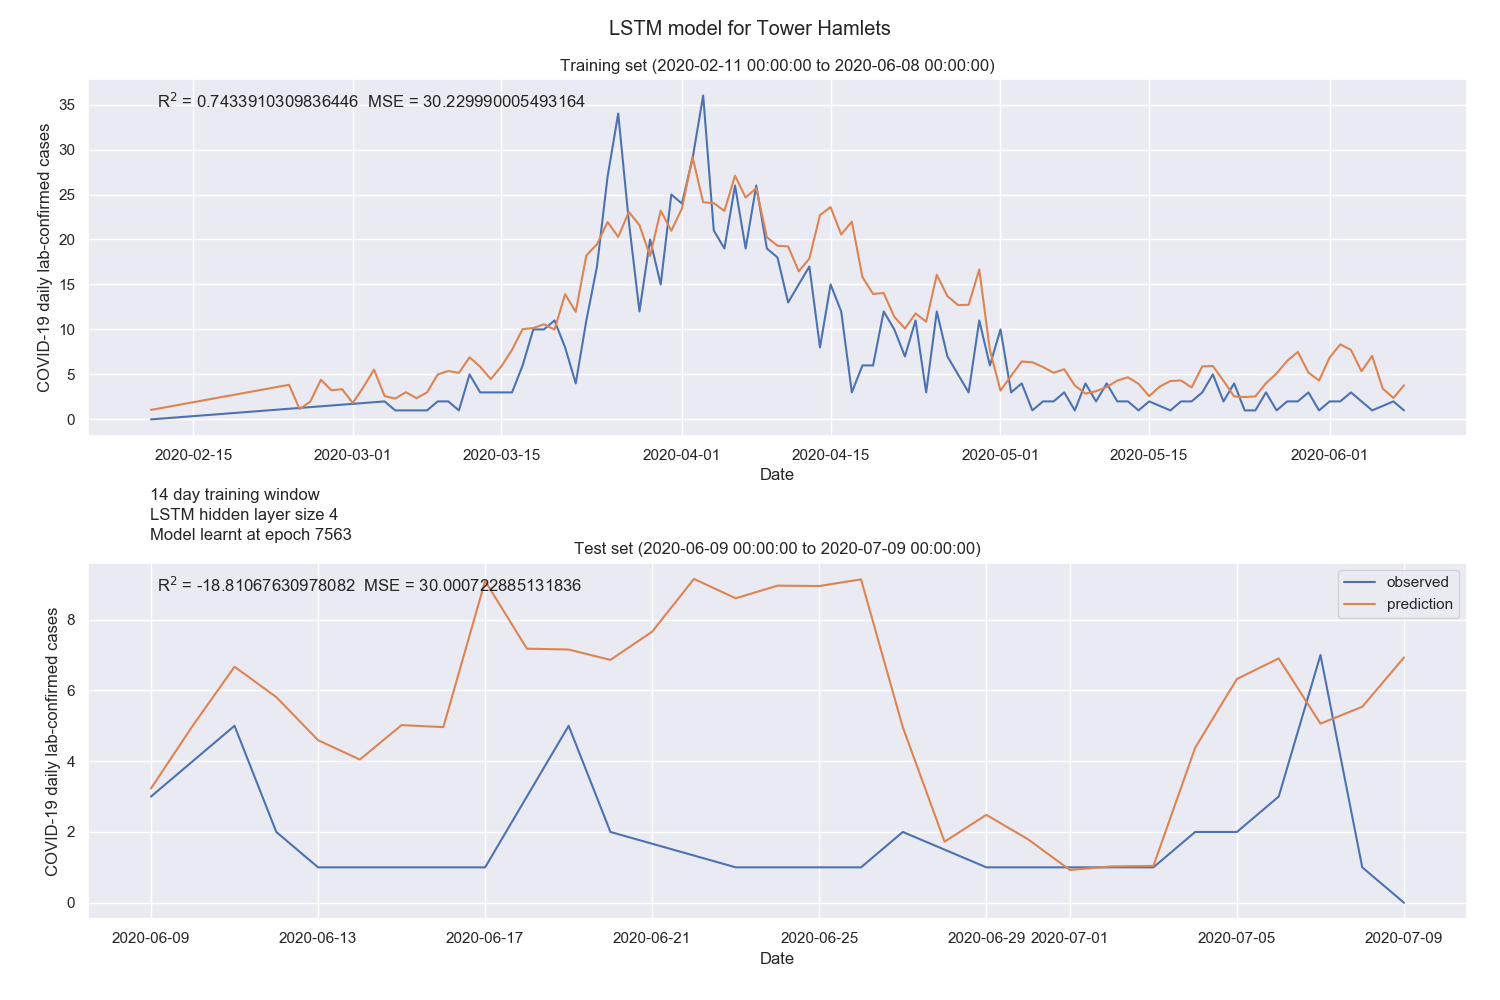 LSTM model for Tower Hamlets
Training set (2020-02-11 00:00:00 to 2020-06-08 00:00:00)
R² = 0.7433910309836446  MSE = 30.229990005493164
COVID-19 daily lab-confirmed cases
35
30
25
20
15
10
5
0
2020-02-15 2020-03-01 2020-03-15 2020-04-01 2020-04-15 2020-05-01 2020-05-15 2020-06-01
Date
14 day training window
LSTM hidden layer size 4
Model learnt at epoch 7563
Test set (2020-06-09 00:00:00 to 2020-07-09 00:00:00)
R² = -18.81067630978082  MSE = 30.000722885131836
observed
prediction
COVID-19 daily lab-confirmed cases
8
6
4
2
0
2020-06-09 2020-06-13 2020-06-17 2020-06-21 2020-06-25 2020-06-29 2020-07-01 2020-07-05 2020-07-09
Date